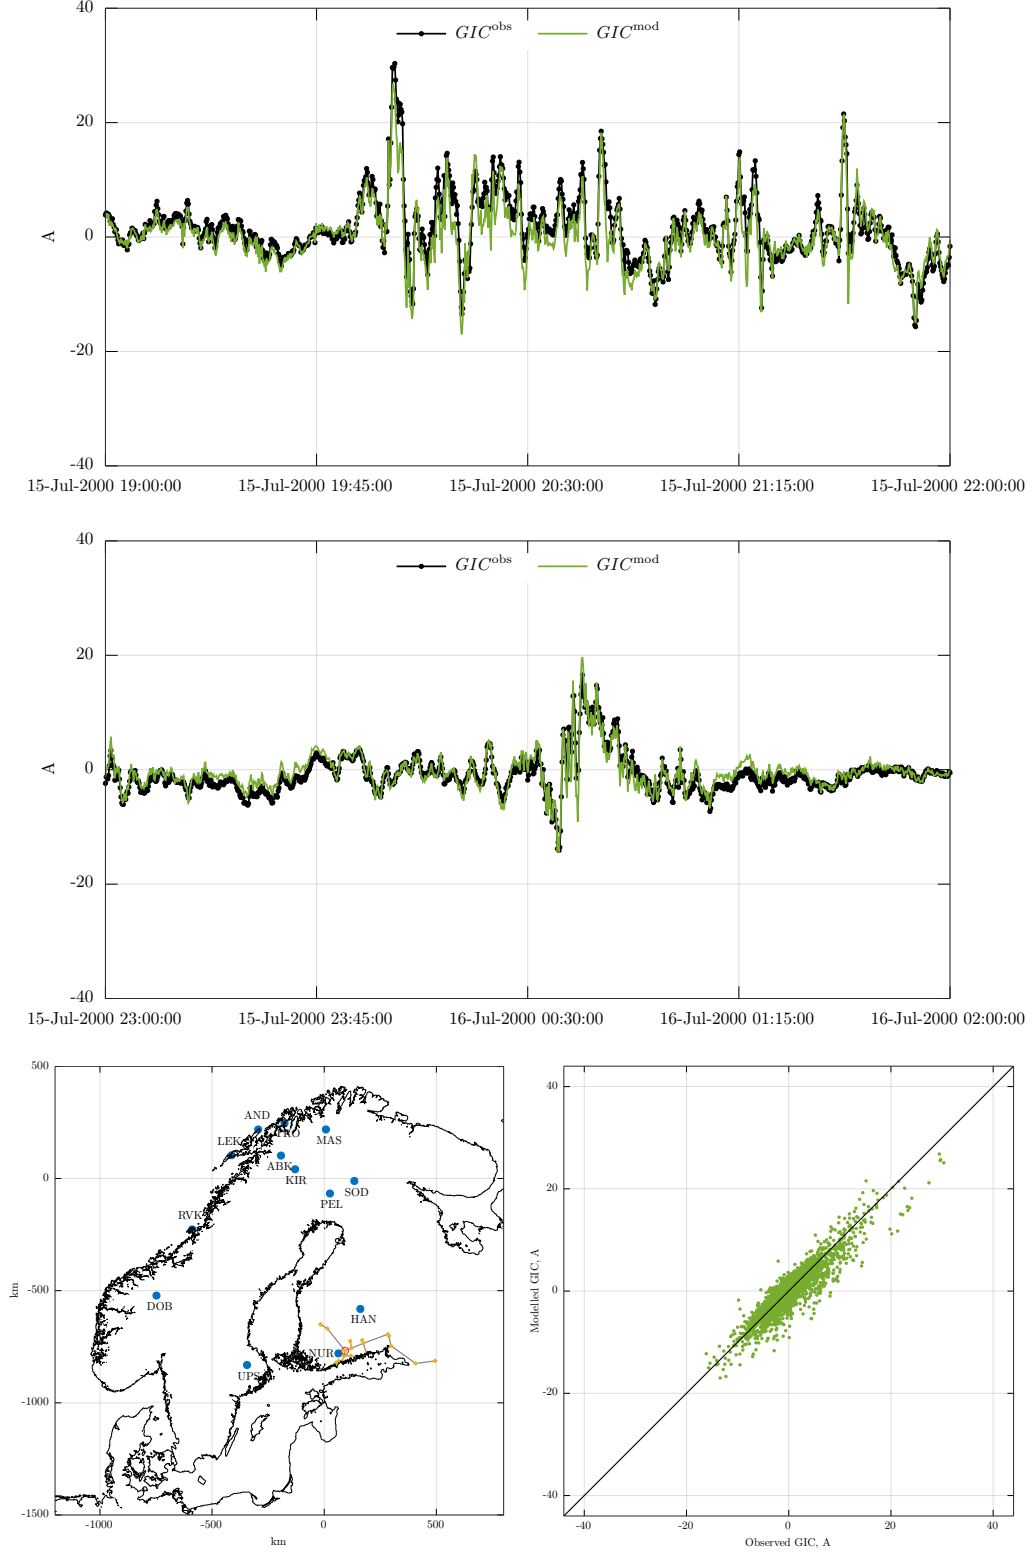 40
GIC^obs GIC^mod
20
A
0
-20
-40
15-Jul-2000 19:00:00 15-Jul-2000 19:45:00 15-Jul-2000 20:30:00 15-Jul-2000 21:15:00 15-Jul-2000 22:00:00
40
GIC^obs GIC^mod
20
A
0
-20
-40
15-Jul-2000 23:00:00 15-Jul-2000 23:45:00 16-Jul-2000 00:30:00 16-Jul-2000 01:15:00 16-Jul-2000 02:00:00
500
AND
LEK
MAS
ABK
KIR
0
SOD
PEL
RVK
km
-500
DOB
HAN
NUR
UPS
-1000
-1500
-1000 -500 0 500
km
40
20
Modelled GIC, A
0
-20
-40
-40 -20 0 20 40
Observed GIC, A